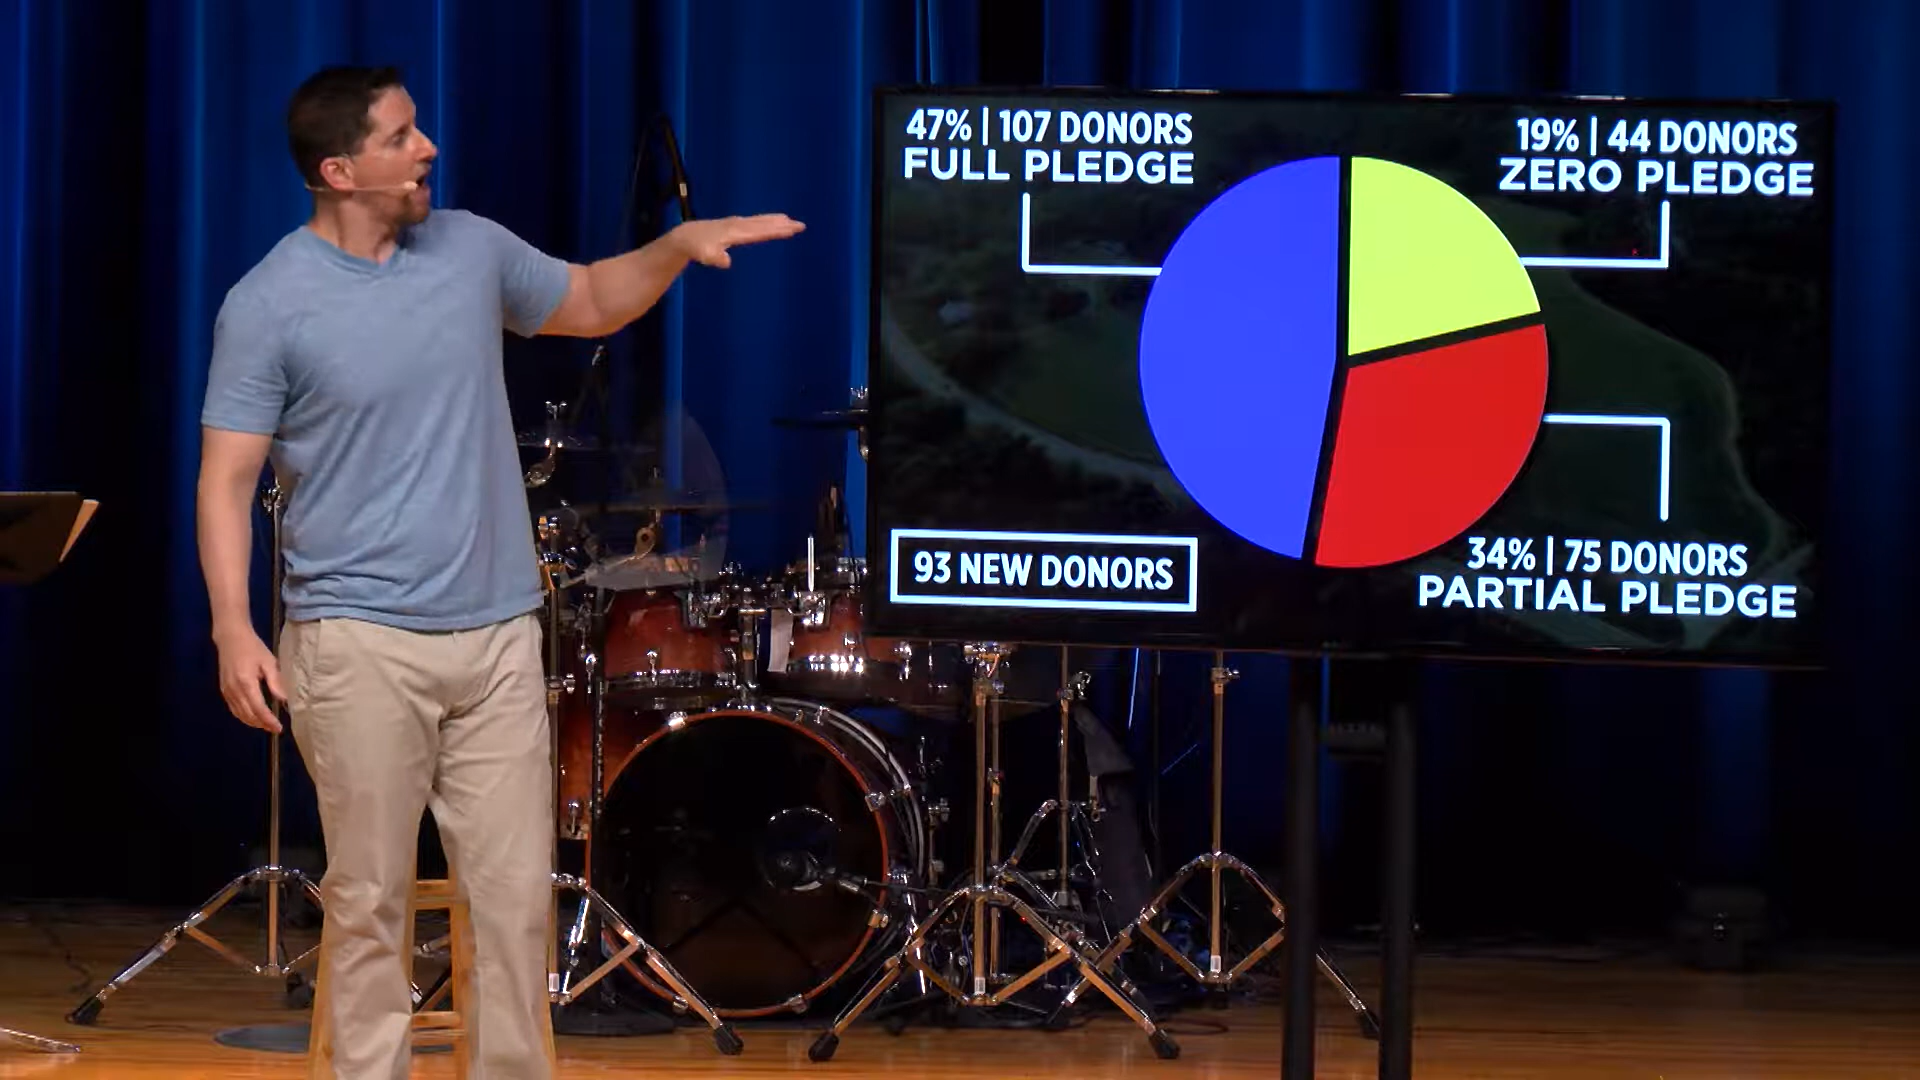 47% | 107 DONORS
FULL PLEDGE
19% | 44 DONORS
ZERO PLEDGE
93 NEW DONORS
34% | 75 DONORS
PARTIAL PLEDGE